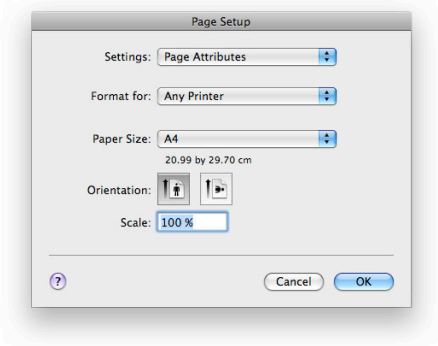 Page Setup
Settings: Page Attributes
Format for: Any Printer
Paper Size: A4
20.99 by 29.70 cm
Orientation:
Scale: 100 %
? Cancel OK